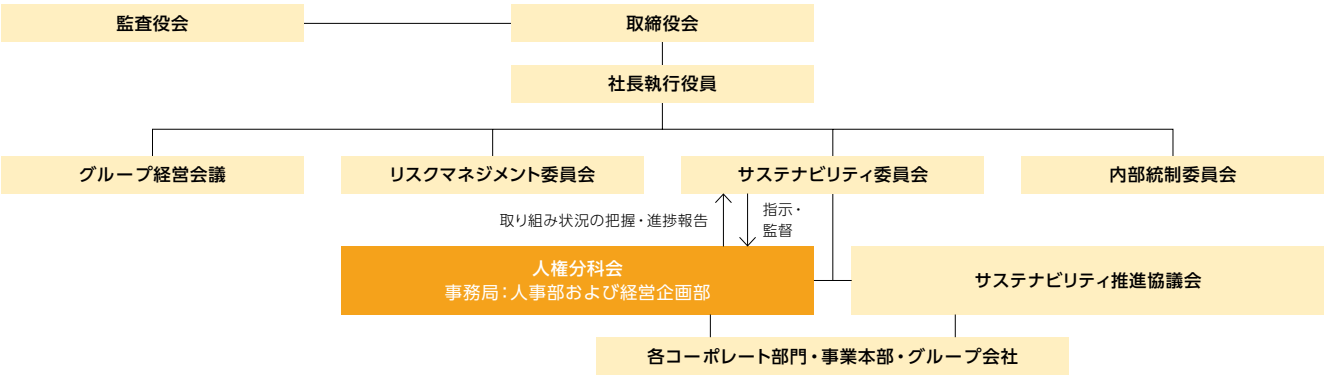 監査役会
取締役会
社長執行役員
グループ経営会議
リスクマネジメント委員会
サステナビリティ委員会
内部統制委員会
取り組み状況の把握・進捗報告
指示・
監督
人権分科会
事務局：人事部および経営企画部
サステナビリティ推進協議会
各コーポレート部門・事業本部・グループ会社